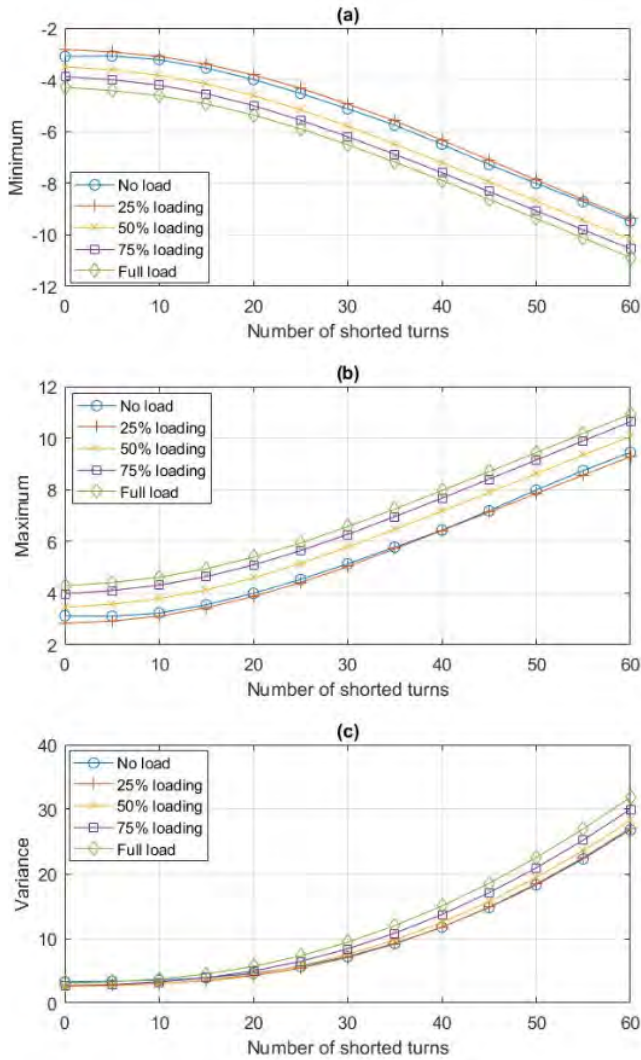 (a)
-2
-4
-6
-8
-10
-12
Minimum
No load
25% loading
50% loading
75% loading
Full load
0 10 20 30 40 50 60
Number of shorted turns
(b)
12
10
8
6
4
2
Maximum
No load
25% loading
50% loading
75% loading
Full load
0 10 20 30 40 50 60
Number of shorted turns
(c)
40
30
20
10
0
Variance
No load
25% loading
50% loading
75% loading
Full load
0 10 20 30 40 50 60
Number of shorted turns